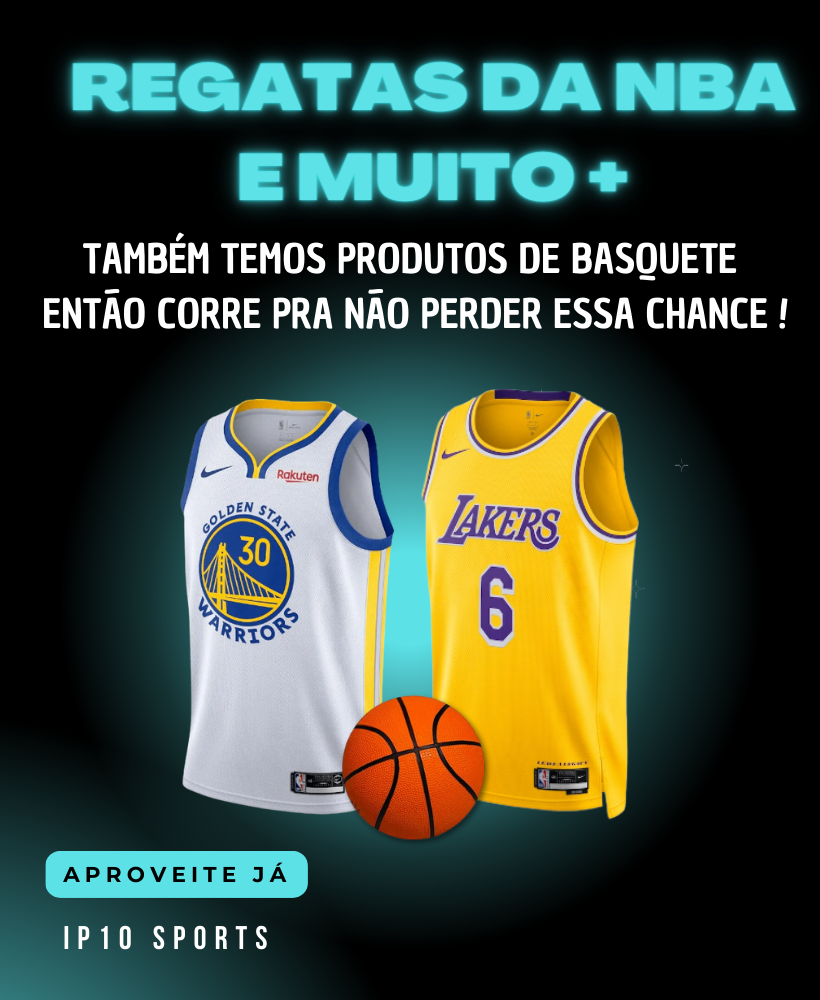 REGATAS DA NBA
E MUITO +
TAMBÉM TEMOS PRODUTOS DE BASQUETE
ENTÃO CORRE PRA NÃO PERDER ESSA CHANCE !
Rakuten
GOLDEN STATE
30
WARRIORS
LAKERS
6
APROVEITE JÁ
IP10 SPORTS